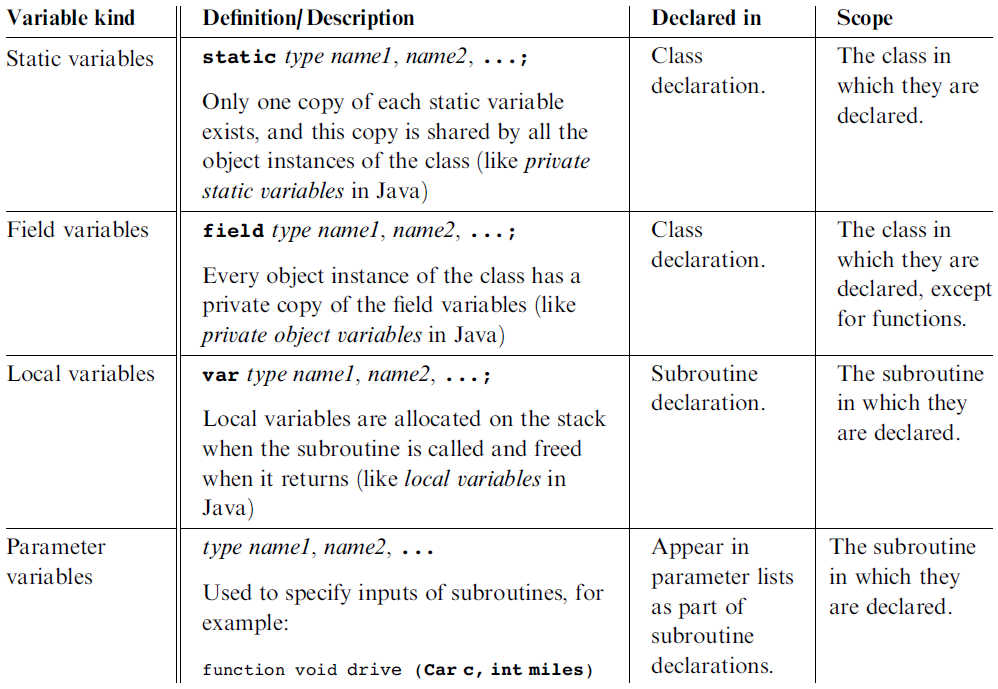 Variable kind
Definition/Description
Declared in
Scope
Static variables
static type name1, name2, ...;
Only one copy of each static variable
exists, and this copy is shared by all the
object instances of the class (like private
static variables in Java)
Class
declaration.
The class in
which they are
declared.
Field variables
field type name1, name2, ...;
Every object instance of the class has a
private copy of the field variables (like
private object variables in Java)
Class
declaration.
The class in
which they are
declared, except
for functions.
Local variables
var type name1, name2, ...;
Local variables are allocated on the stack
when the subroutine is called and freed
when it returns (like local variables in
Java)
Subroutine
declaration.
The subroutine
in which they
are declared.
Parameter
variables
type name1, name2, ...
Used to specify inputs of subroutines, for
example:
function void drive (Car c, int miles)
Appear in
parameter lists
as part of
subroutine
declarations.
The subroutine
in which they
are declared.